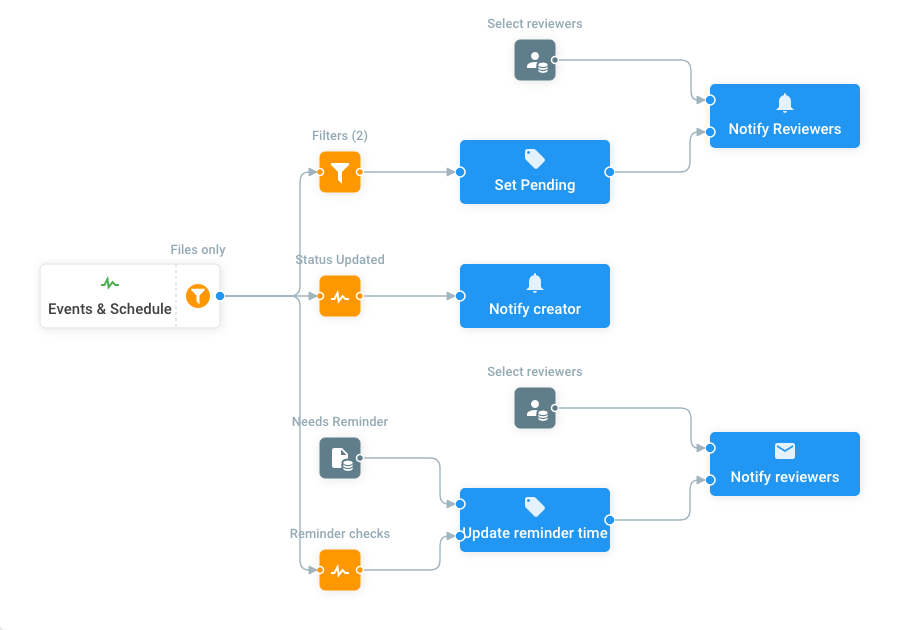 Select reviewers
Notify Reviewers
Filters (2)
Set Pending
Files only
Events & Schedule
Status Updated
Notify creator
Select reviewers
Notify reviewers
Needs Reminder
Update reminder time
Reminder checks